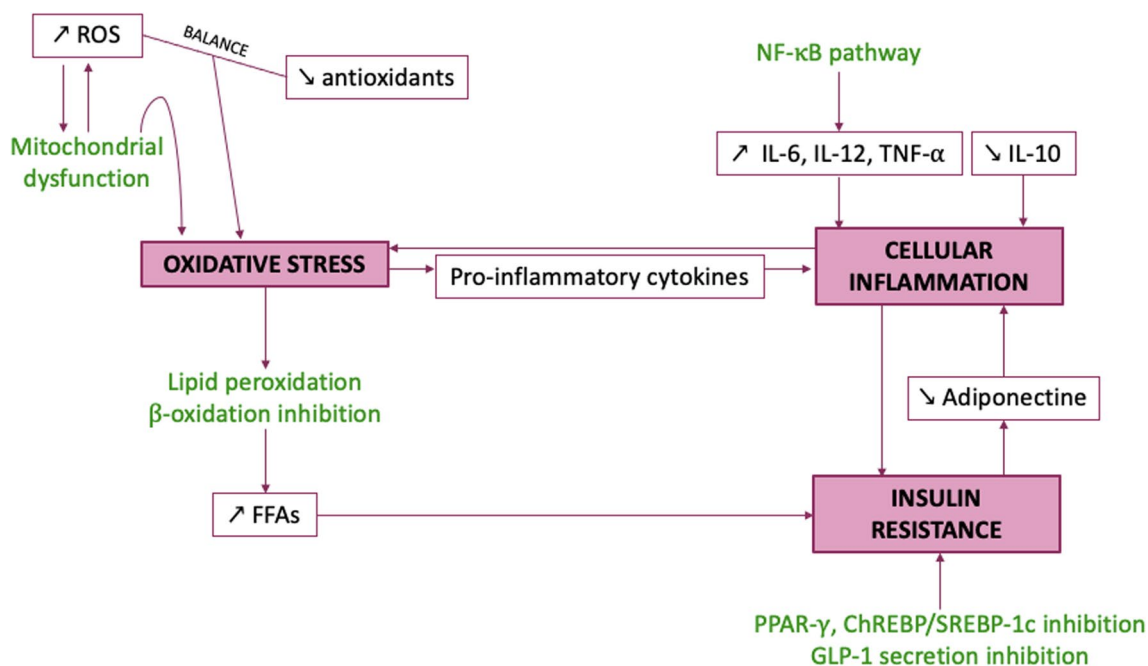 ↗ ROS
BALANCE
↘ antioxidants
NF-κB pathway
Mitochondrial
dysfunction
↗ IL-6, IL-12, TNF-α
↘ IL-10
OXIDATIVE STRESS
Pro-inflammatory cytokines
CELLULAR
INFLAMMATION
Lipid peroxidation
β-oxidation inhibition
↘ Adiponectine
↗ FFAs
INSULIN
RESISTANCE
PPAR-γ, ChREBP/SREBP-1c inhibition
GLP-1 secretion inhibition